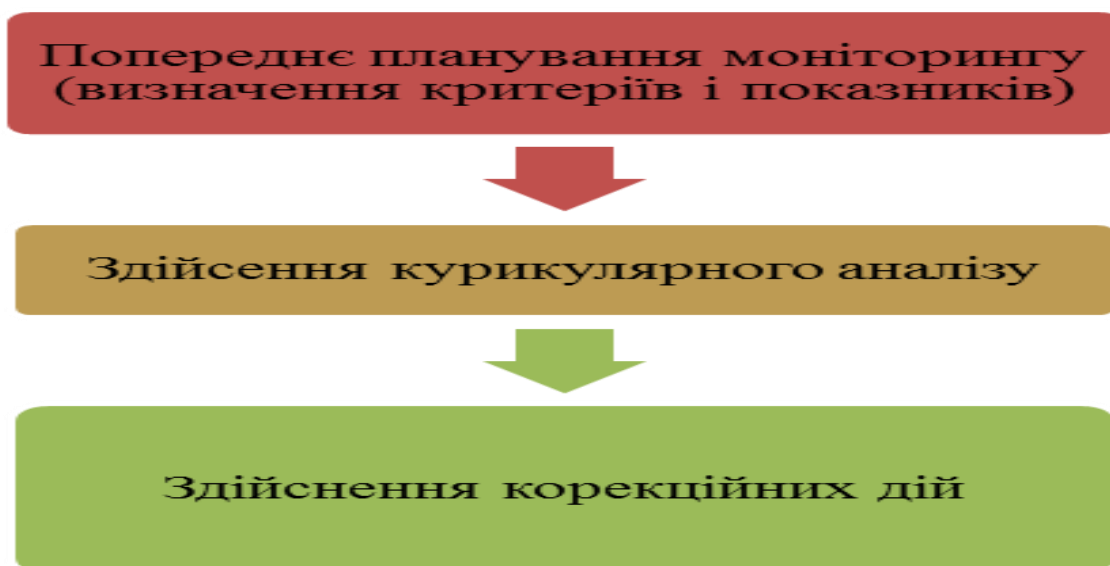 Попереднє планування моніторингу
(визначення критеріїв і показників)
Здійсення курикулярного аналізу
Здійснення корекційних дій